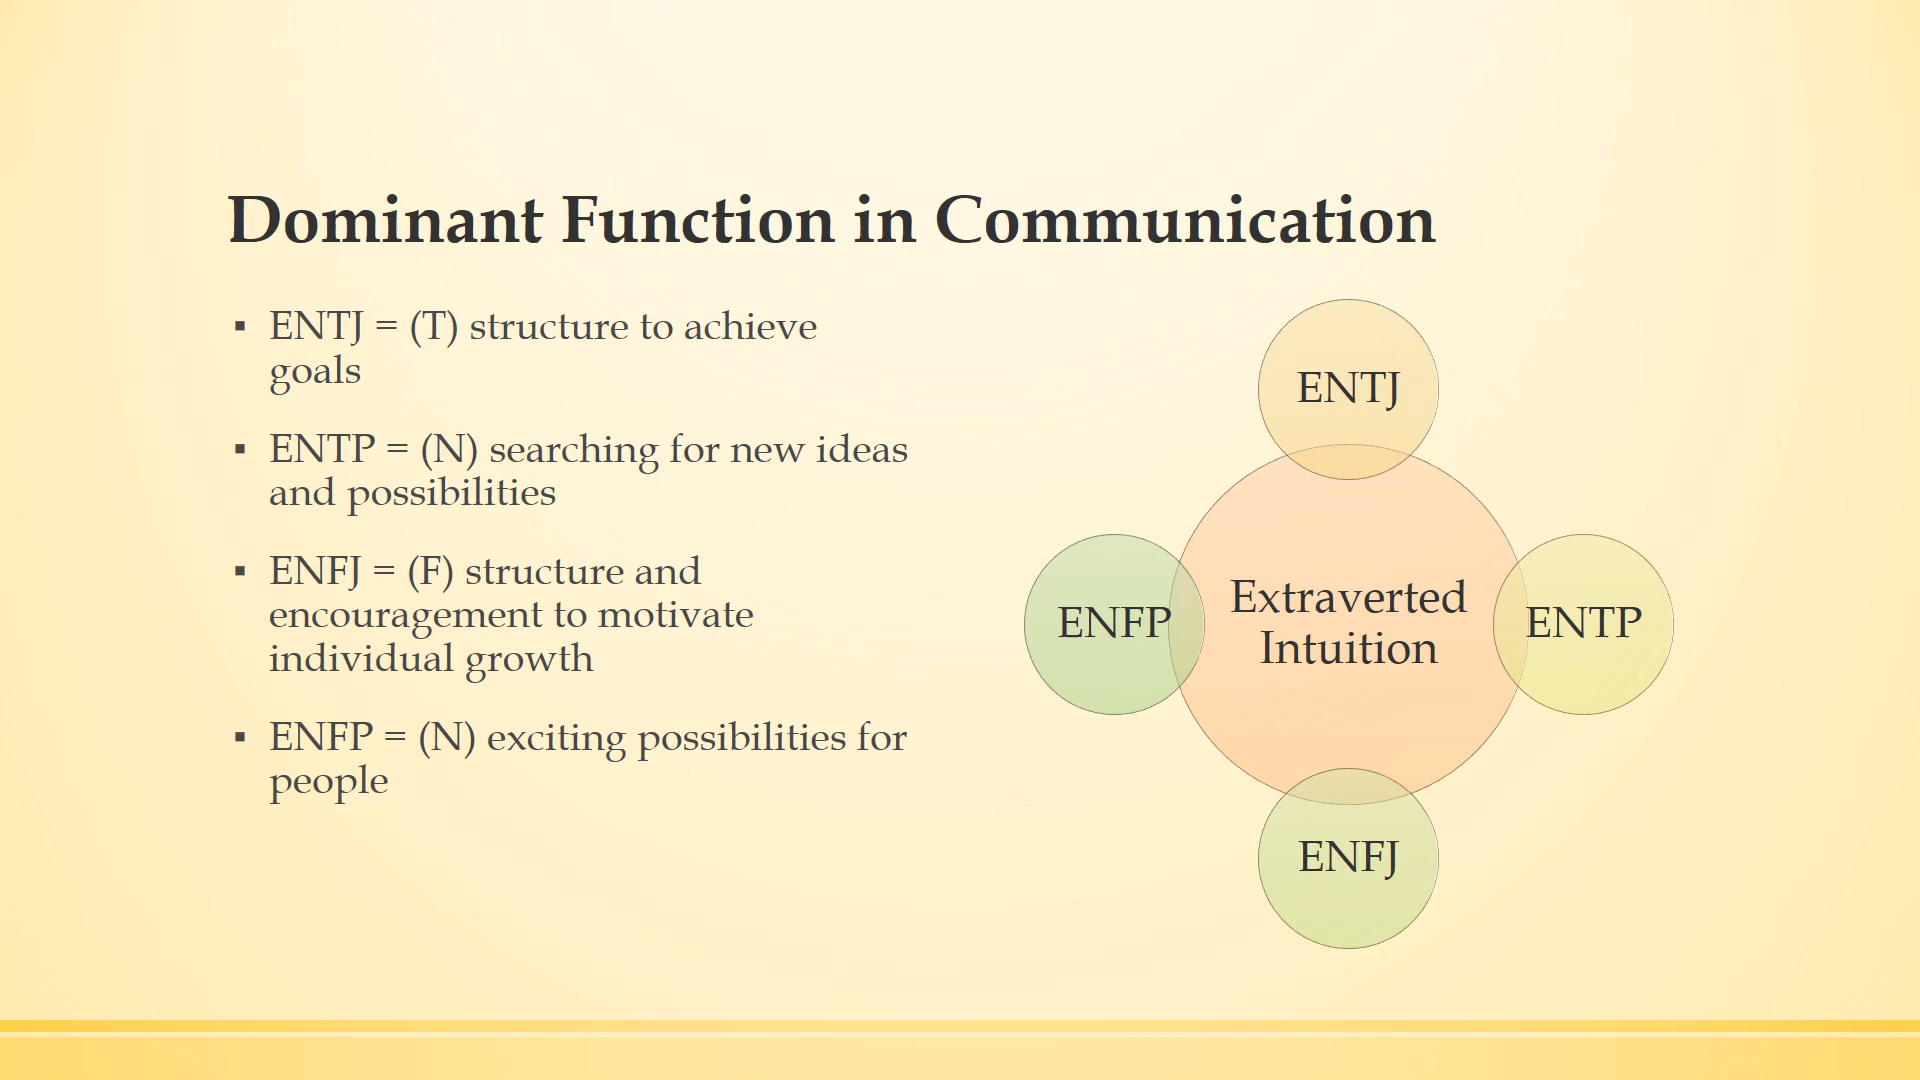 Dominant Function in Communication
▪ ENTJ = (T) structure to achieve
goals
▪ ENTP = (N) searching for new ideas
and possibilities
▪ ENFJ = (F) structure and
encouragement to motivate
individual growth
▪ ENFP = (N) exciting possibilities for
people
ENTJ
ENFP
Extraverted
Intuition
ENTP
ENFJ